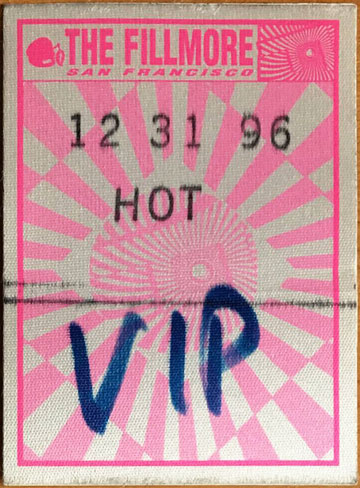 THE FILLMORE
SAN FRANCISCO
12 31 96
HOT
VIP